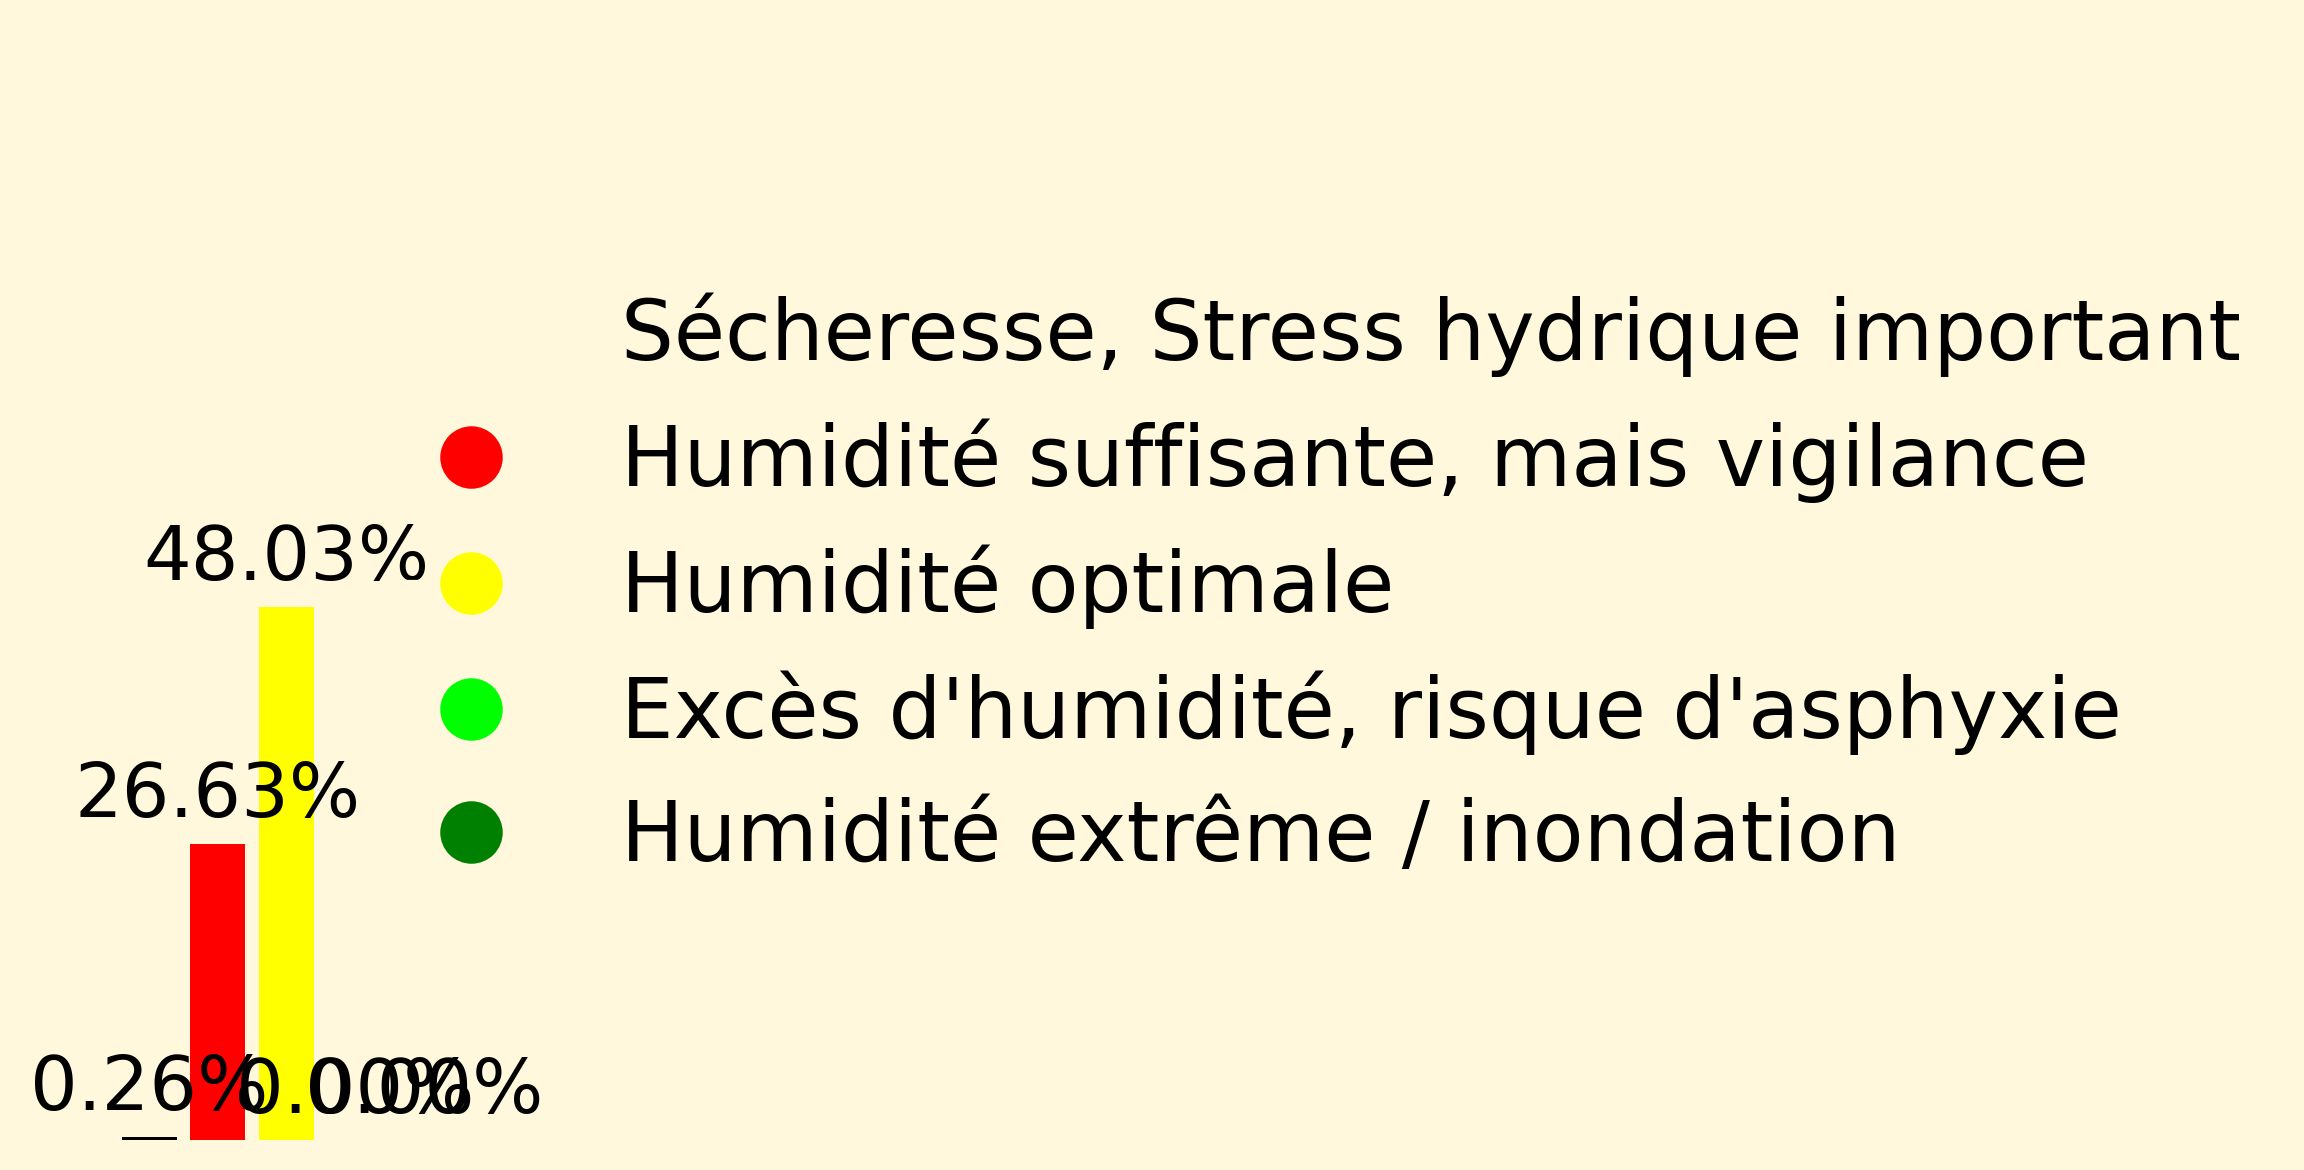 Sécheresse, Stress hydrique important
Humidité suffisante, mais vigilance
Humidité optimale
Excès d'humidité, risque d'asphyxie
Humidité extrême / inondation
48.03%
26.63%
0.26%
0.00%
0.00%